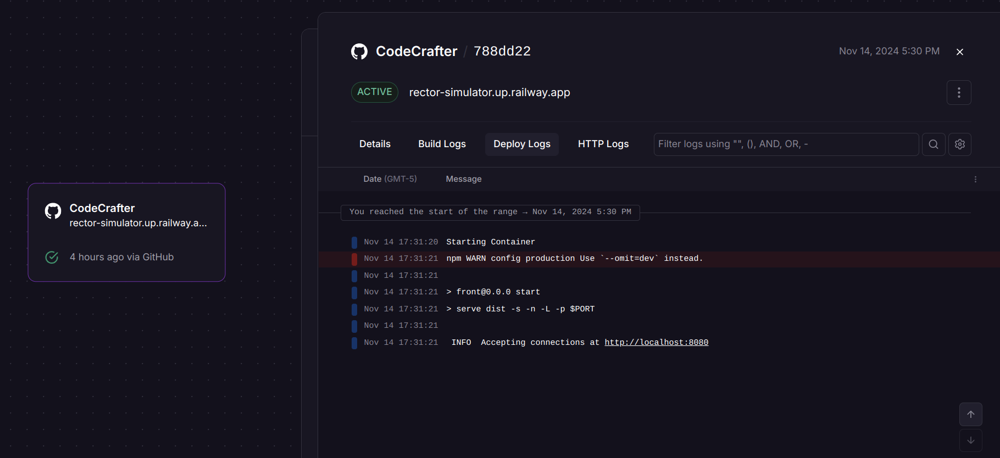 CodeCrafter / 788dd22
Nov 14, 2024 5:30 PM
ACTIVE
rector-simulator.up.railway.app
Details
Build Logs
Deploy Logs
HTTP Logs
Filter logs using "", (), AND, OR, -
Date (GMT-5)
Message
CodeCrafter
rector-simulator.up.railway.a...
4 hours ago via GitHub
You reached the start of the range → Nov 14, 2024 5:30 PM
Nov 14 17:31:20 Starting Container
Nov 14 17:31:21 npm WARN config production Use `--omit=dev` instead.
Nov 14 17:31:21
Nov 14 17:31:21 > front@0.0.0 start
Nov 14 17:31:21 > serve dist -s -n -L -p $PORT
Nov 14 17:31:21
Nov 14 17:31:21 INFO Accepting connections at http://localhost:8080